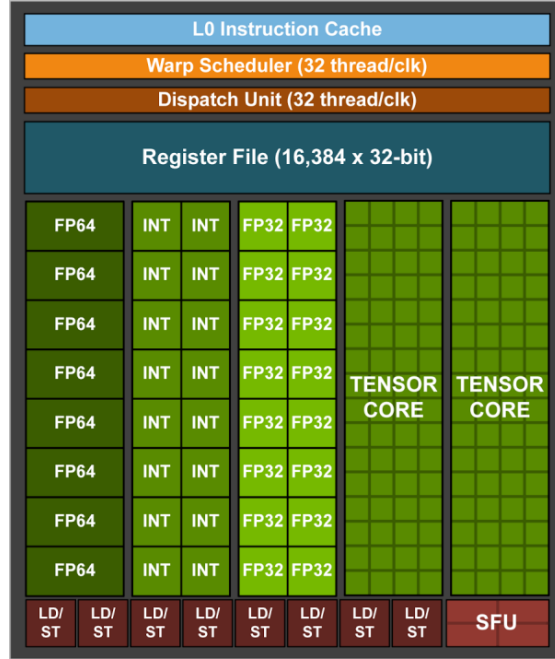 L0 Instruction Cache
Warp Scheduler (32 thread/clk)
Dispatch Unit (32 thread/clk)
Register File (16,384 x 32-bit)
FP64 INT INT FP32 FP32
FP64 INT INT FP32 FP32
FP64 INT INT FP32 FP32
FP64 INT INT FP32 FP32 TENSOR TENSOR
FP64 INT INT FP32 FP32 CORE CORE
FP64 INT INT FP32 FP32
FP64 INT INT FP32 FP32
FP64 INT INT FP32 FP32
LD/ LD/ LD/ LD/ LD/ LD/ LD/ LD/ SFU
ST ST ST ST ST ST ST ST